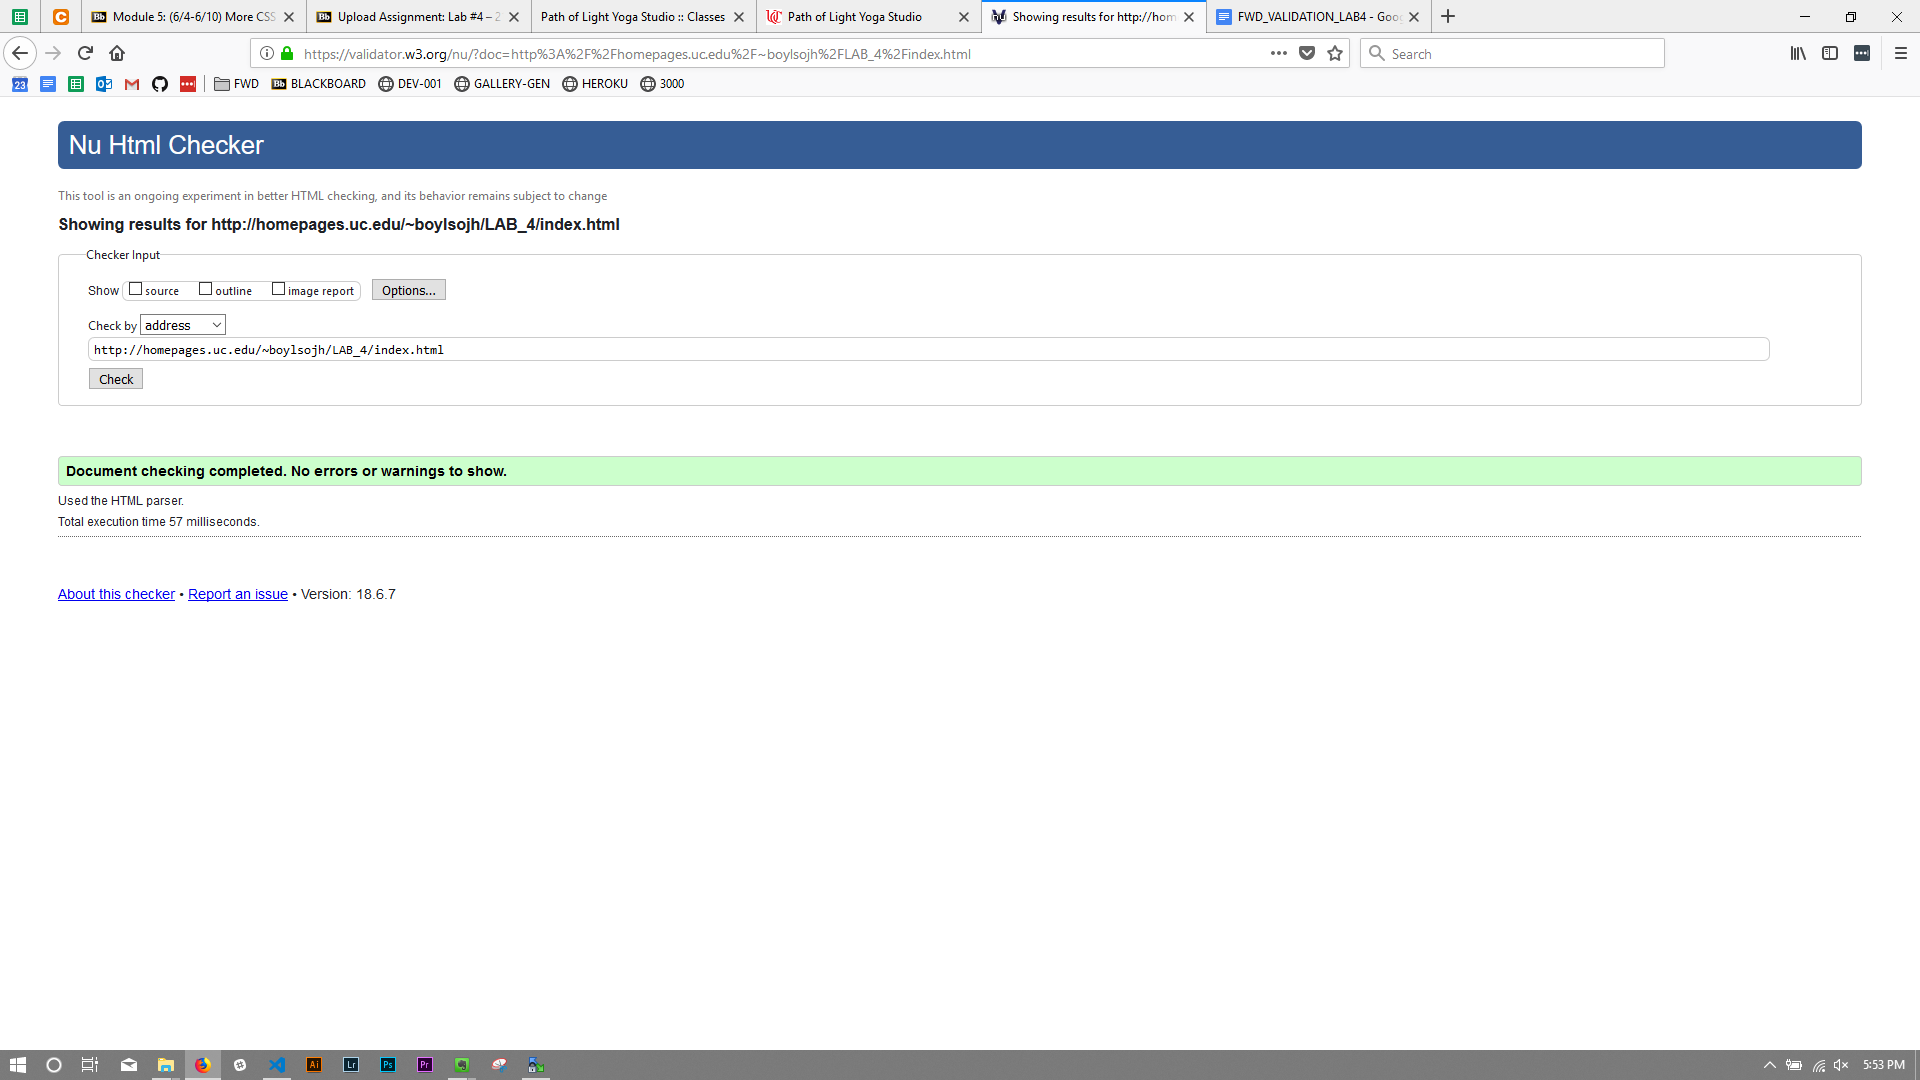 Module 5: (6/4-6/10) More CSS
Upload Assignment: Lab #4 – 2
Path of Light Yoga Studio :: Classes
Path of Light Yoga Studio
Showing results for http://hom
FWD_VALIDATION_LAB4 - Goo
https://validator.w3.org/nu/?doc=http%3A%2F%2Fhomepages.uc.edu%2F~boylsojh%2FLAB_4%2Findex.html
Search
23
FWD
Bb BLACKBOARD
DEV-001
GALLERY-GEN
HEROKU
3000
Nu Html Checker
This tool is an ongoing experiment in better HTML checking, and its behavior remains subject to change
Showing results for http://homepages.uc.edu/~boylsojh/LAB_4/index.html
Checker Input
Show source outline image report Options...
Check by address
http://homepages.uc.edu/~boylsojh/LAB_4/index.html
Check
Document checking completed. No errors or warnings to show.
Used the HTML parser.
Total execution time 57 milliseconds.
About this checker • Report an issue • Version: 18.6.7
Ai Lr Ps Pr
5:53 PM